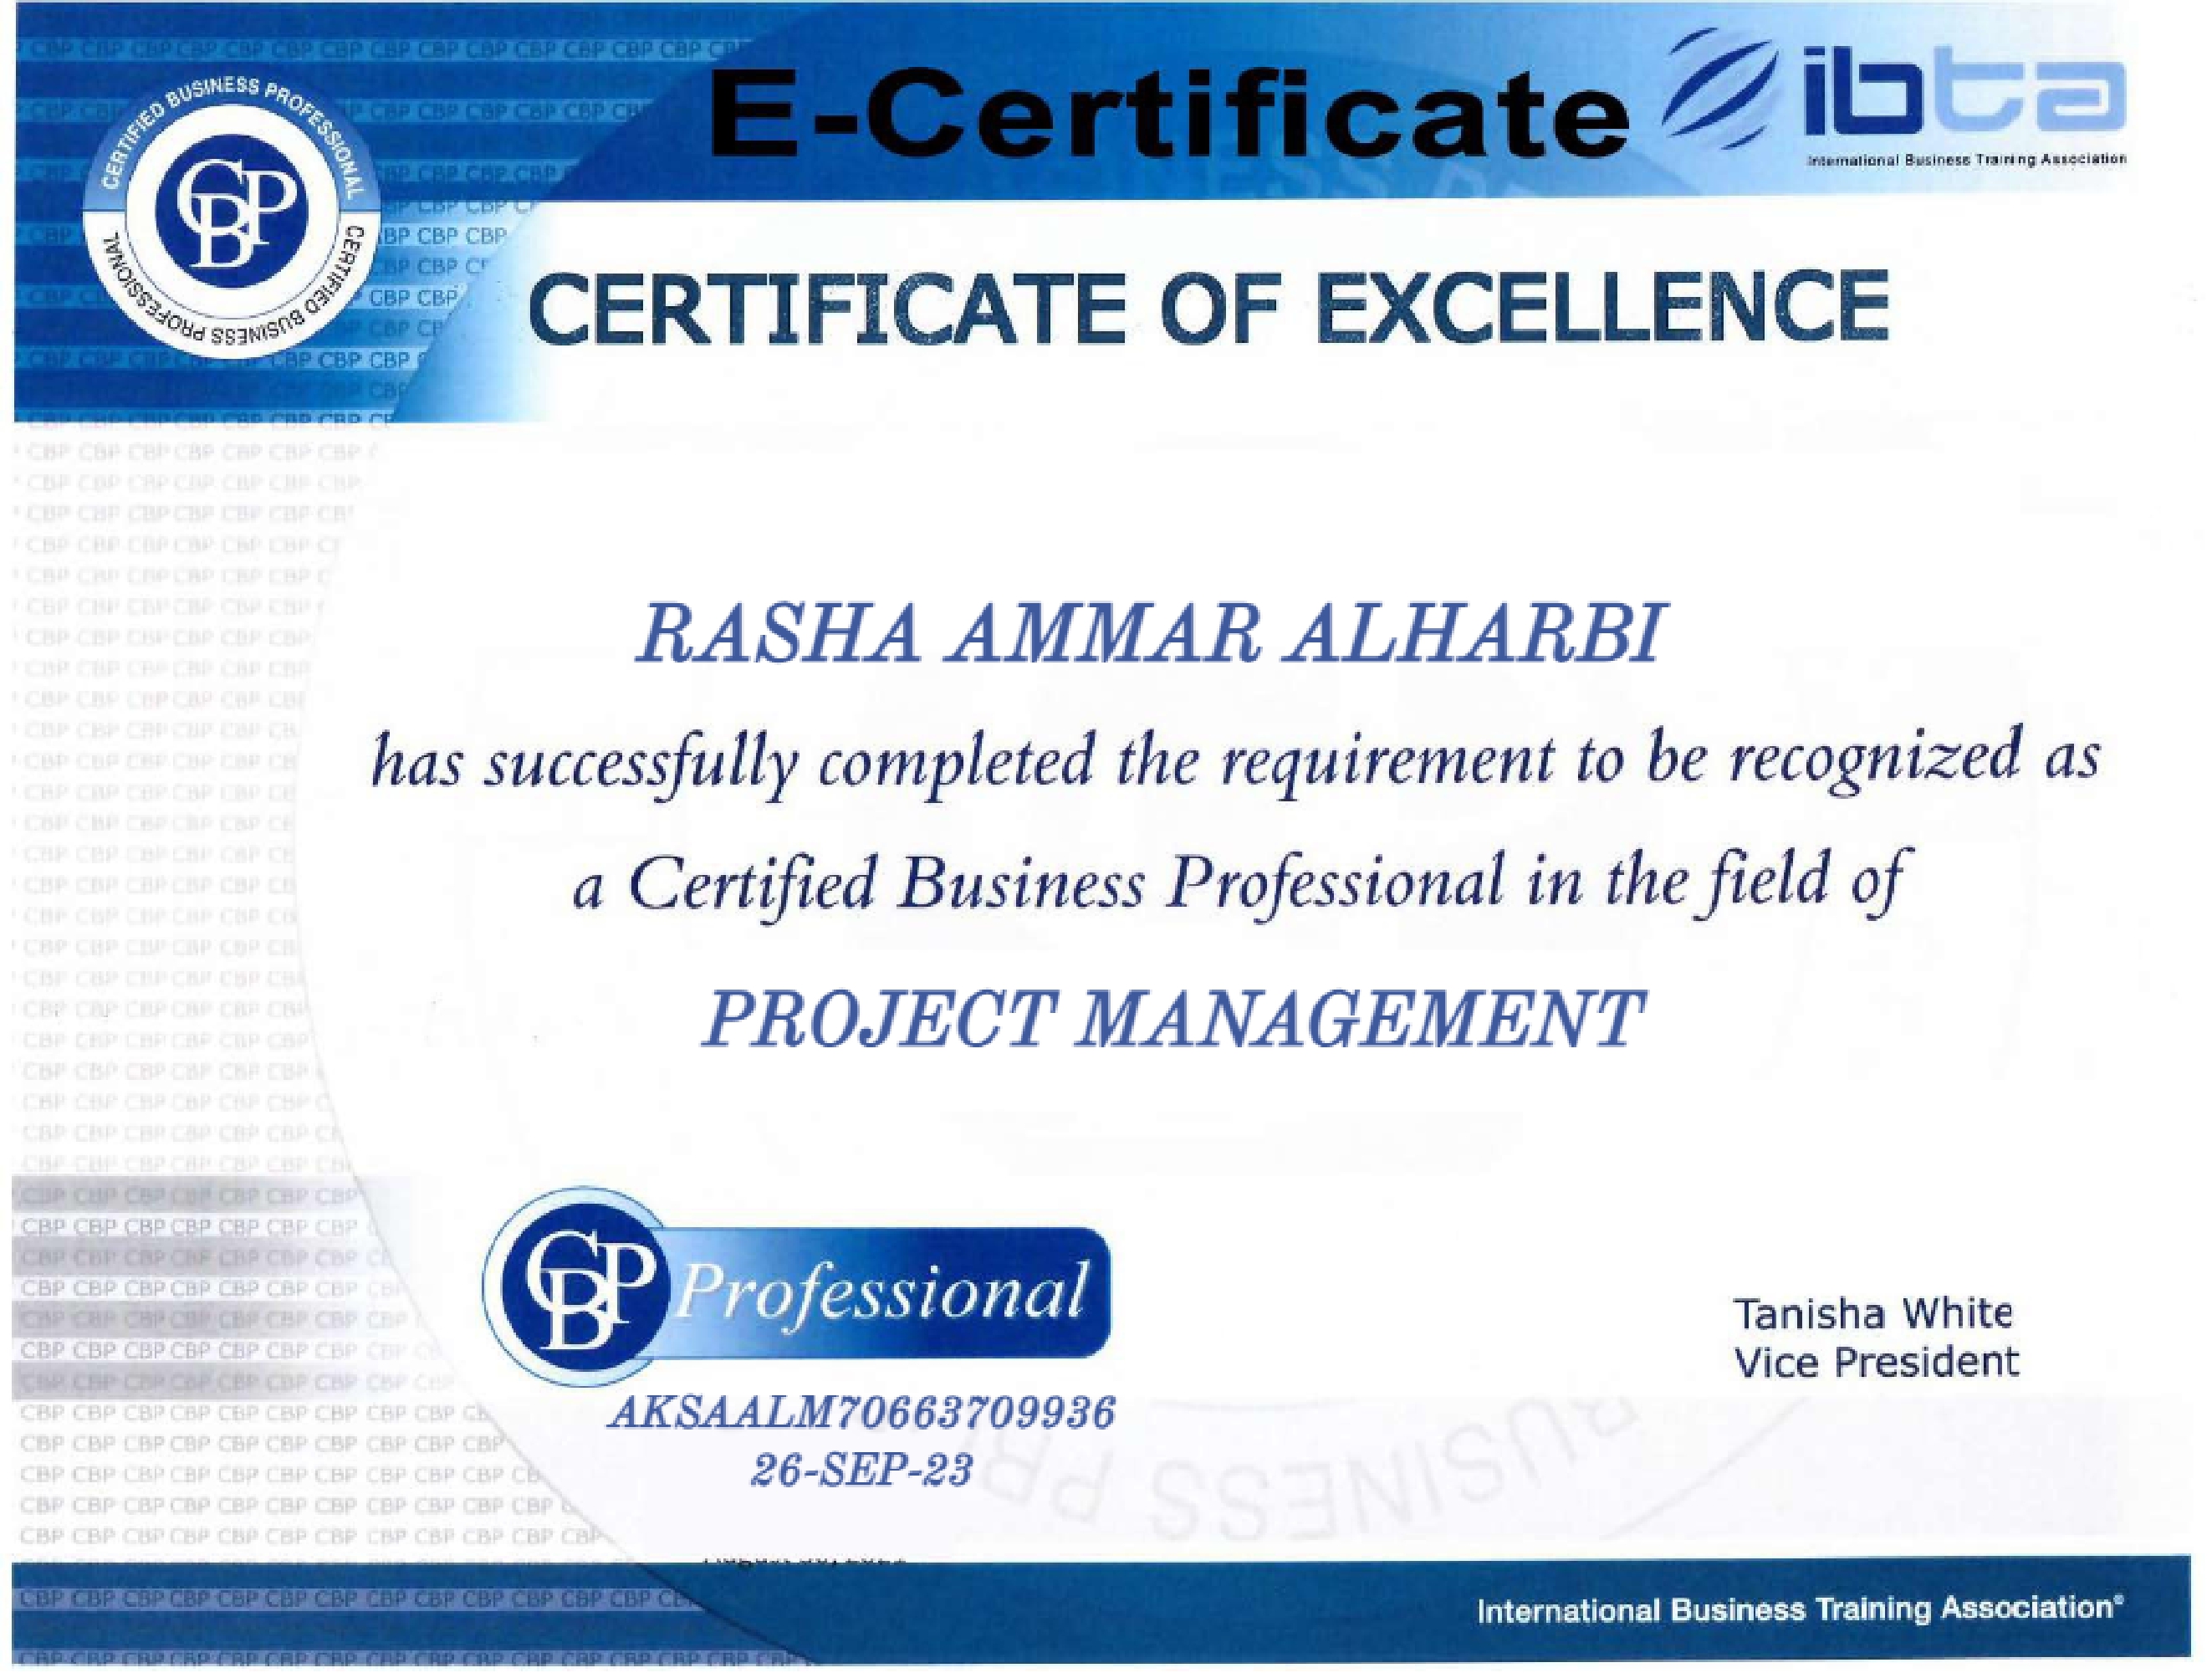 E-Certificate
ibta
International Business Training Association
CERTIFIED BUSINESS PROFESSIONAL
CBP
CERTIFIED BUSINESS PROFESSIONAL
CERTIFICATE OF EXCELLENCE
RASHA AMMAR ALHARBI
has successfully completed the requirement to be recognized as
a Certified Business Professional in the field of
PROJECT MANAGEMENT
CBP Professional
Tanisha White
Vice President
AKSAALM70663709936
26-SEP-23
BUSINESS PR
International Business Training Association®